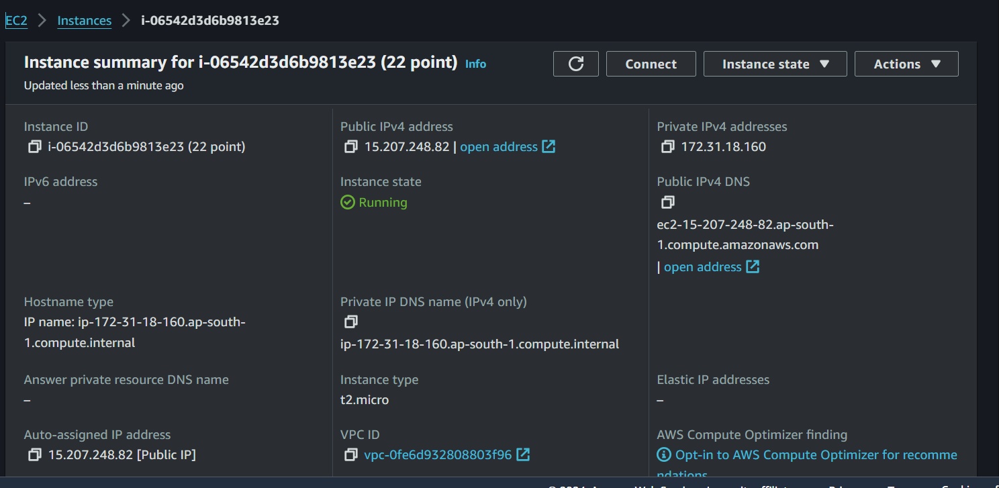 EC2 > Instances > i-06542d3d6b9813e23
Instance summary for i-06542d3d6b9813e23 (22 point) Info
Updated less than a minute ago
Connect
Instance state
Actions
Instance ID
i-06542d3d6b9813e23 (22 point)
Public IPv4 address
15.207.248.82 | open address
Private IPv4 addresses
172.31.18.160
IPv6 address
–
Instance state
Running
Public IPv4 DNS
ec2-15-207-248-82.ap-south-
1.compute.amazonaws.com
| open address
Hostname type
IP name: ip-172-31-18-160.ap-south-
1.compute.internal
Private IP DNS name (IPv4 only)
ip-172-31-18-160.ap-south-1.compute.internal
Answer private resource DNS name
–
Instance type
t2.micro
Elastic IP addresses
–
Auto-assigned IP address
15.207.248.82 [Public IP]
VPC ID
vpc-0fe6d932808803f96
AWS Compute Optimizer finding
Opt-in to AWS Compute Optimizer for recomme
ndations